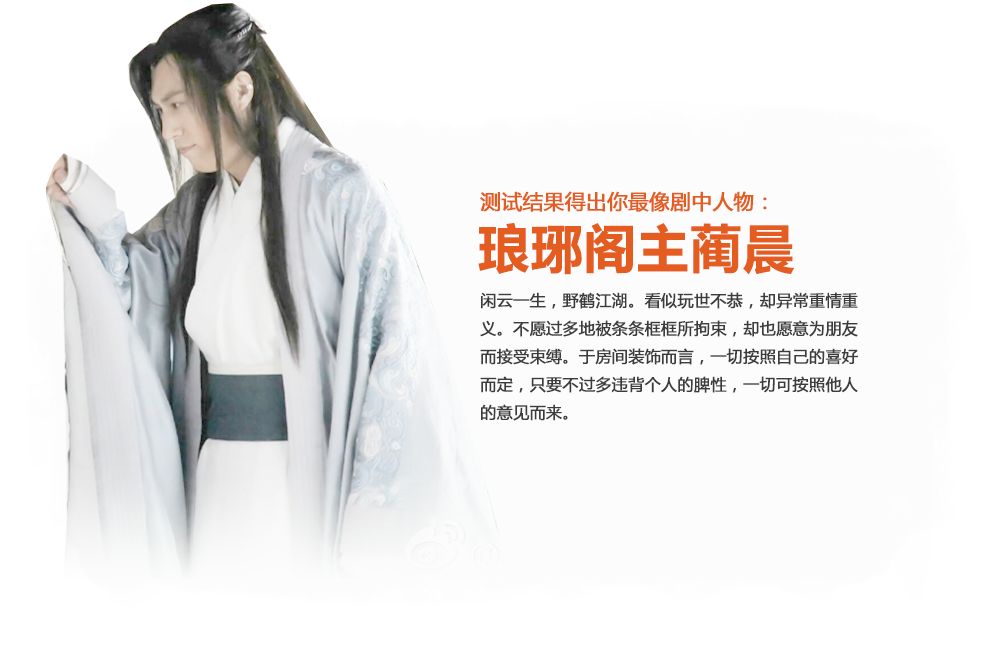 测试结果得出你最像剧中人物：
琅琊阁主蔺晨
闲云一生，野鹤江湖。看似玩世不恭，却异常重情重
义。不愿过多地被条条框框所拘束，却也愿意为朋友
而接受束缚。于房间装饰而言，一切按照自己的喜好
而定，只要不过多违背个人的脾性，一切可按照他人
的意见而来。